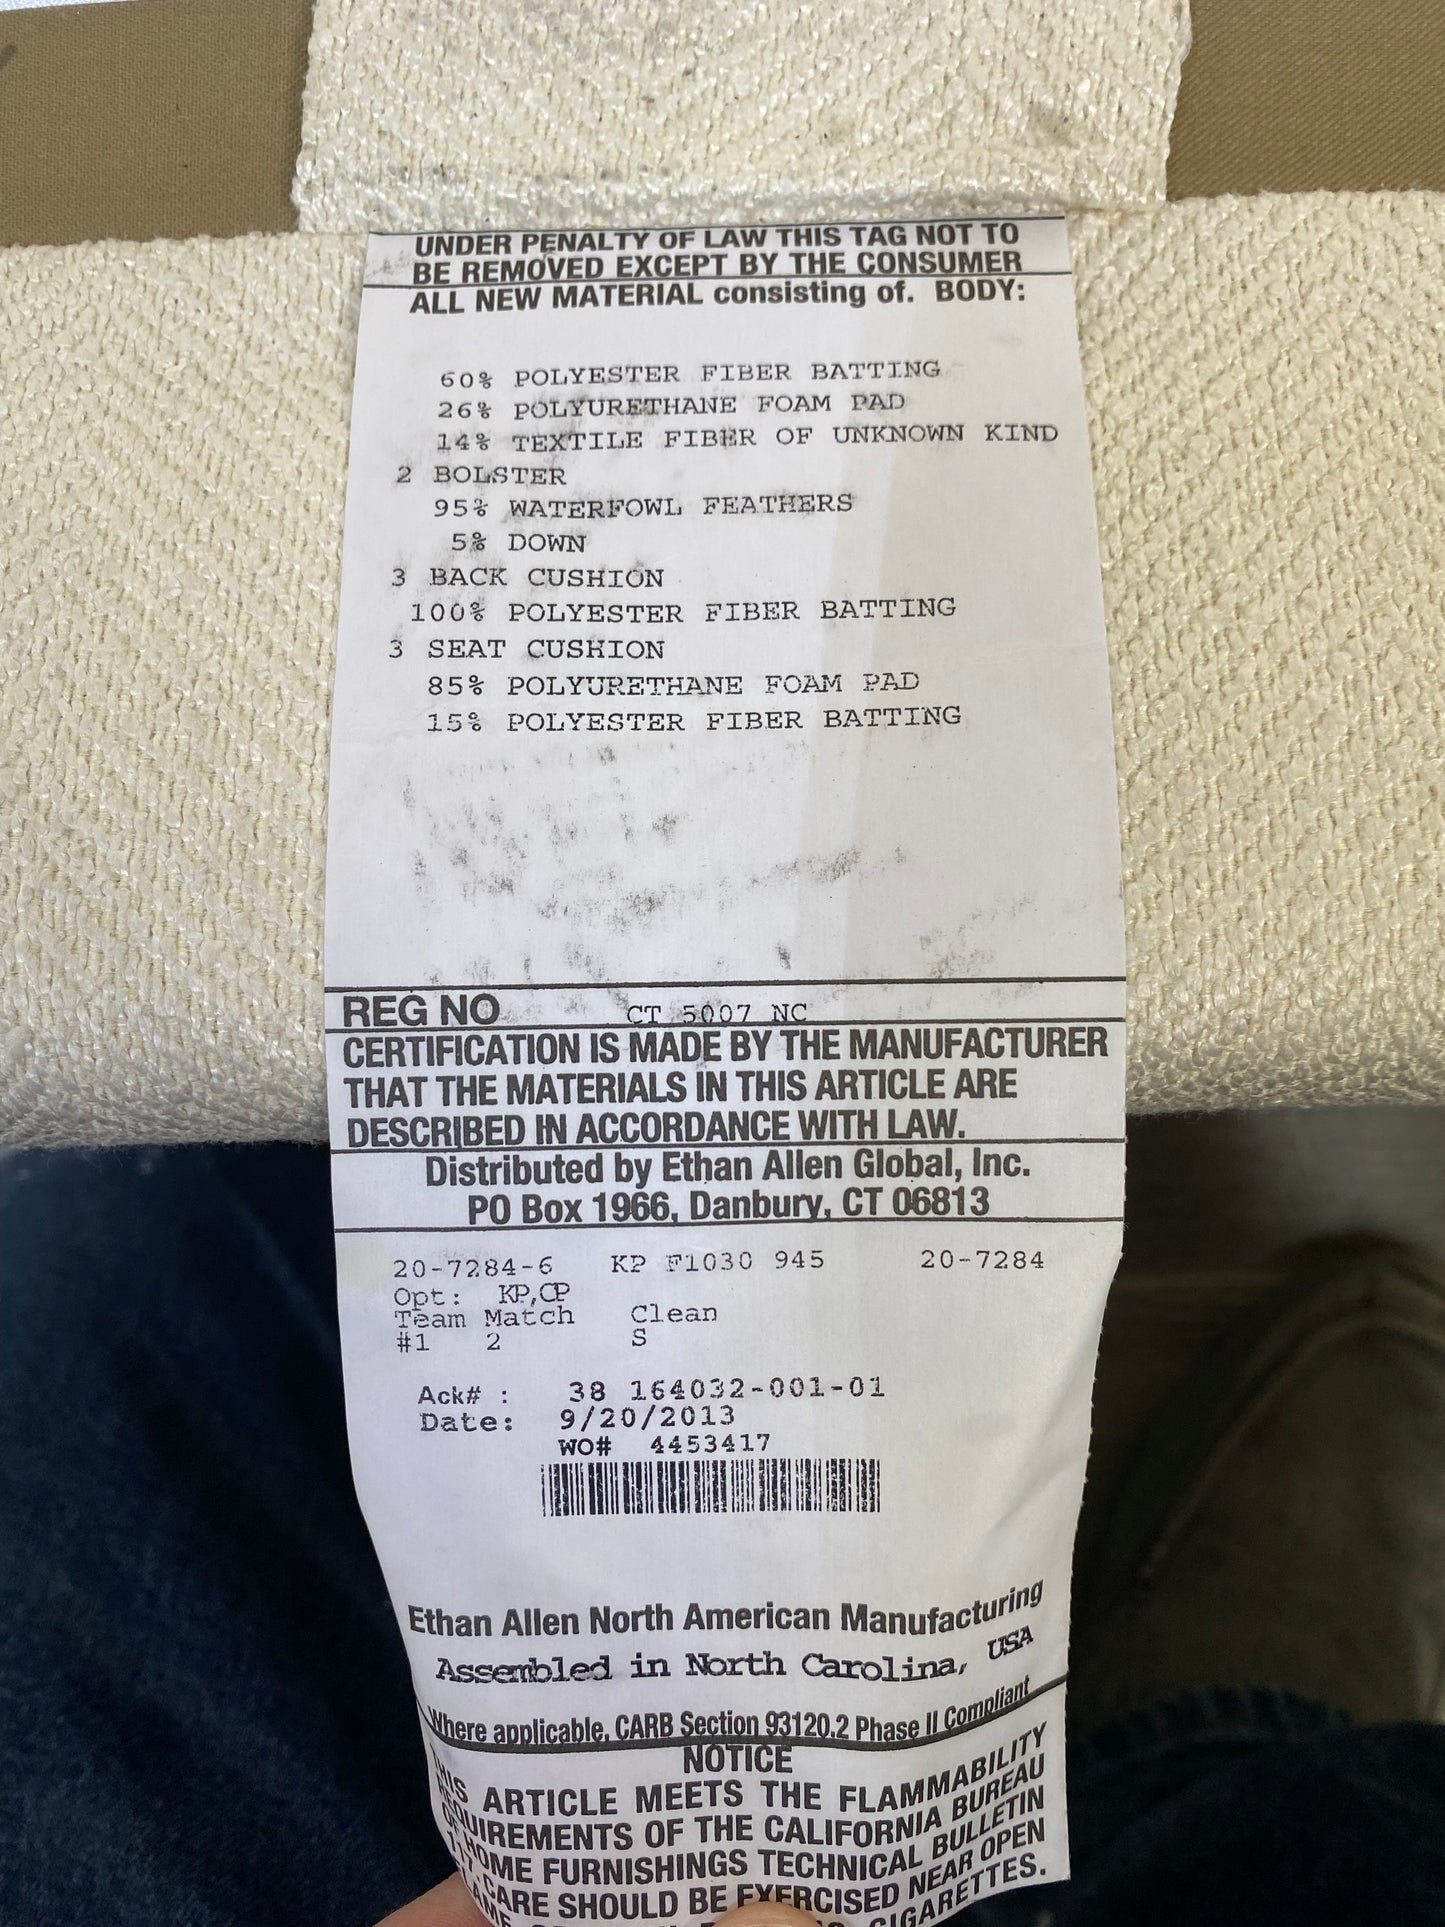 UNDER PENALTY OF LAW THIS TAG NOT TO
BE REMOVED EXCEPT BY THE CONSUMER
ALL NEW MATERIAL consisting of. BODY:
60% POLYESTER FIBER BATTING
26% POLYURETHANE FOAM PAD
14% TEXTILE FIBER OF UNKNOWN KIND
2 BOLSTER
95% WATERFOWL FEATHERS
5% DOWN
3 BACK CUSHION
100% POLYESTER FIBER BATTING
3 SEAT CUSHION
85% POLYURETHANE FOAM PAD
15% POLYESTER FIBER BATTING
REG NO CT 5007 NC
CERTIFICATION IS MADE BY THE MANUFACTURER
THAT THE MATERIALS IN THIS ARTICLE ARE
DESCRIBED IN ACCORDANCE WITH LAW.
Distributed by Ethan Allen Global, Inc.
PO Box 1966, Danbury, CT 06813
20-7284-6 KP F1030 945 20-7284
Opt: KP,CP
Team Match Clean
#1 2 S
Ack# : 38 164032-001-01
Date: 9/20/2013
WO# 4453417
Ethan Allen North American Manufacturing
Assembled in North Carolina, USA
Where applicable, CARB Section 93120.2 Phase II Compliant
NOTICE
THIS ARTICLE MEETS THE FLAMMABILITY
REQUIREMENTS OF THE CALIFORNIA BUREAU
OF HOME FURNISHINGS TECHNICAL BULLETIN
117. CARE SHOULD BE EXERCISED NEAR OPEN
CIGARETTES.